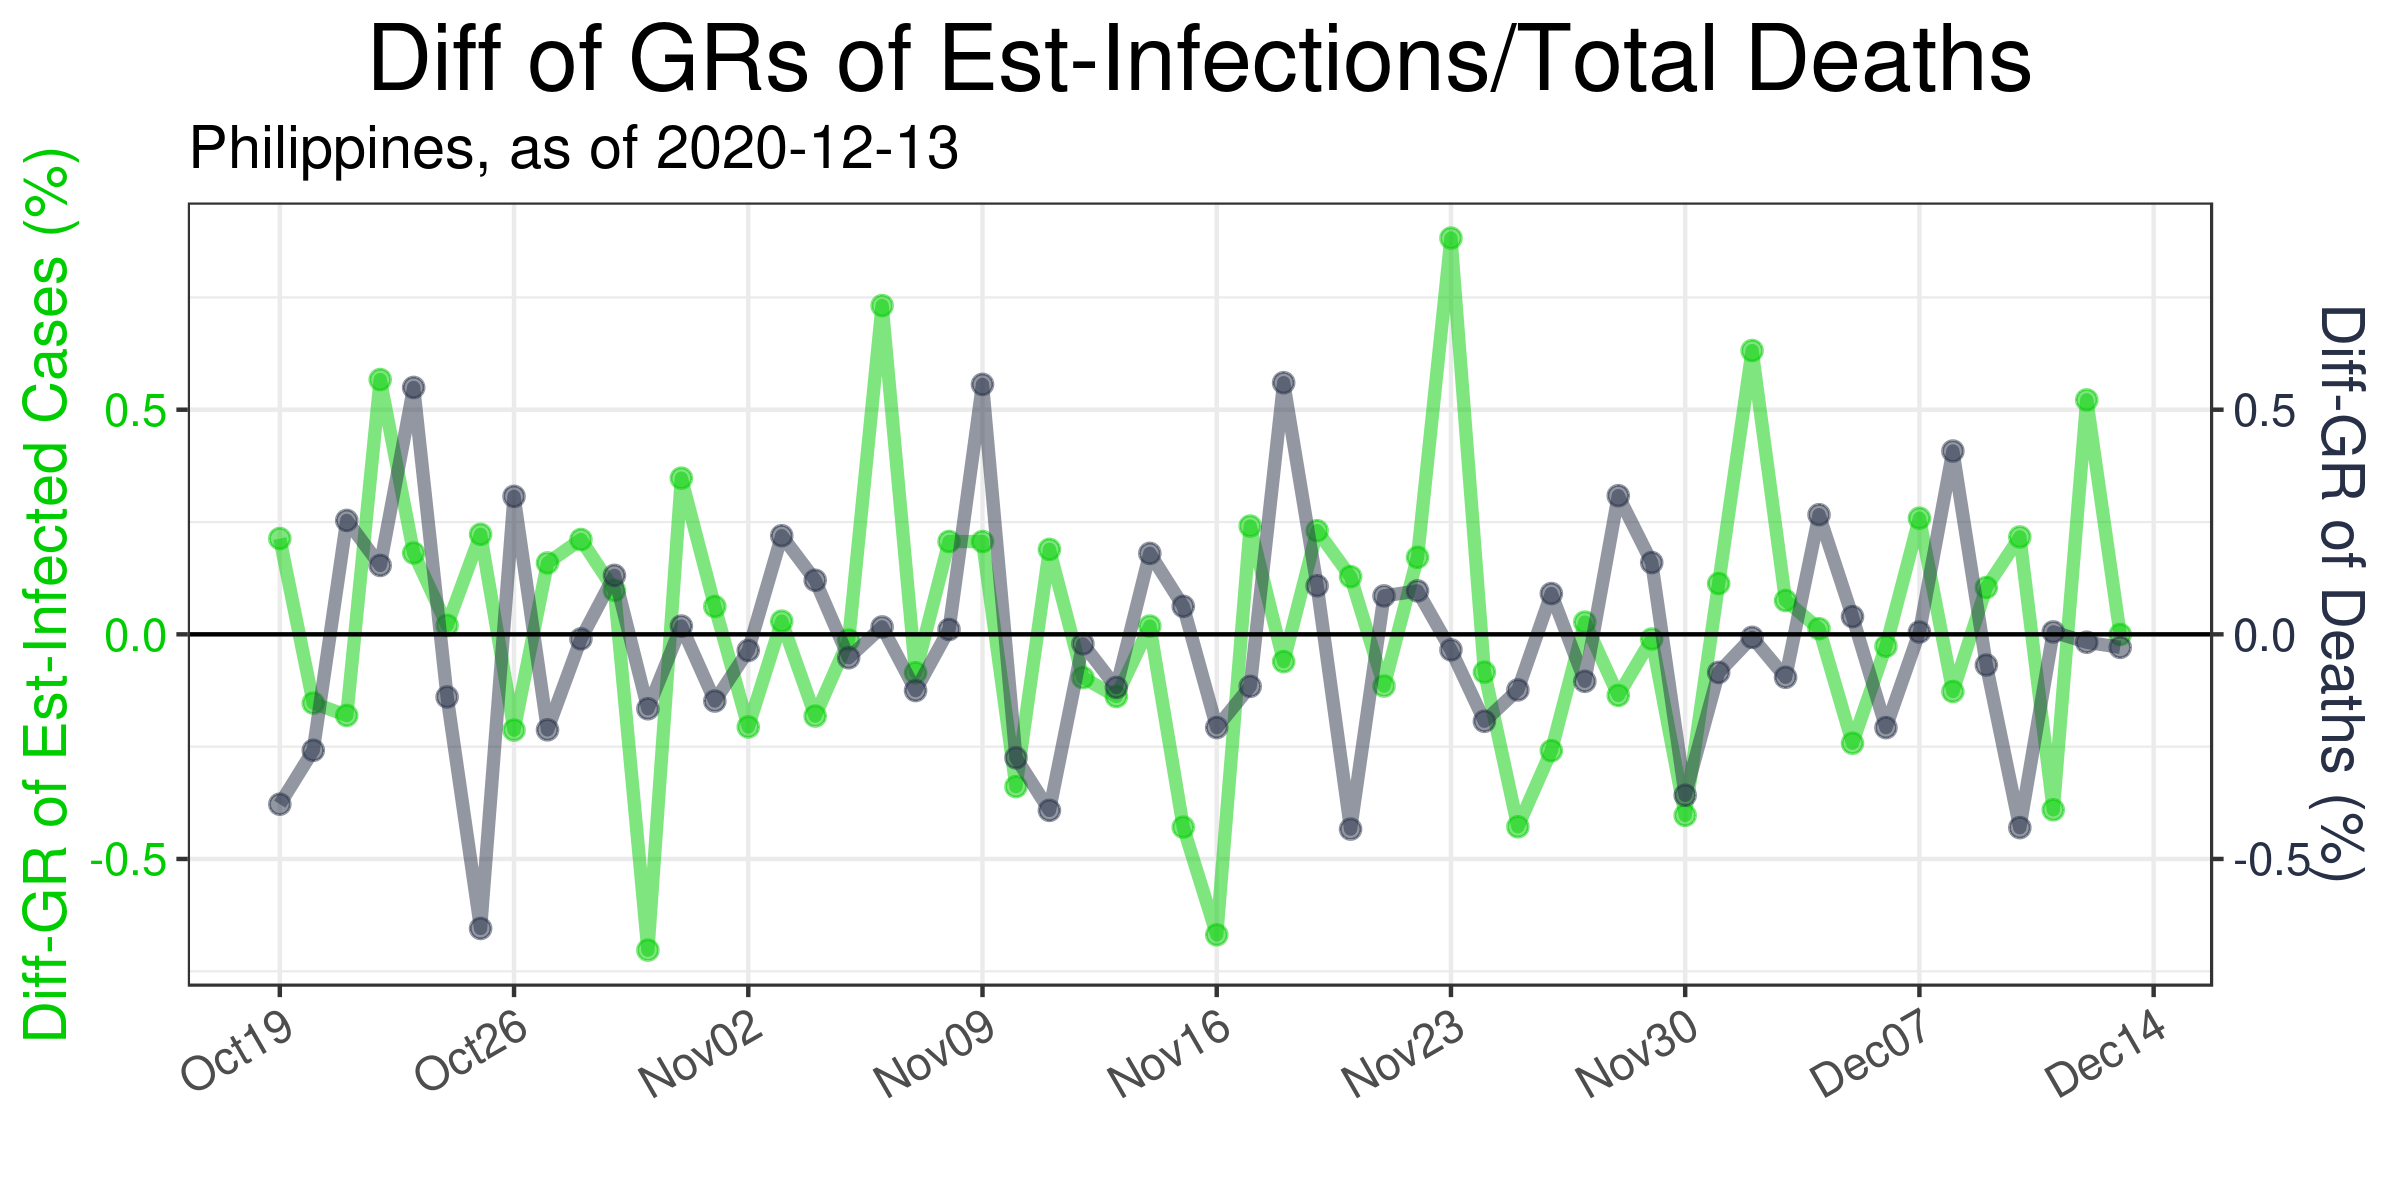 Diff of GRs of Est-Infections/Total Deaths
Philippines, as of 2020-12-13
Diff-GR of Est-Infected Cases (%)
0.5
0.0
-0.5
0.5
0.0
-0.5
Diff-GR of Deaths (%)
Oct19
Oct26
Nov02
Nov09
Nov16
Nov23
Nov30
Dec07
Dec14